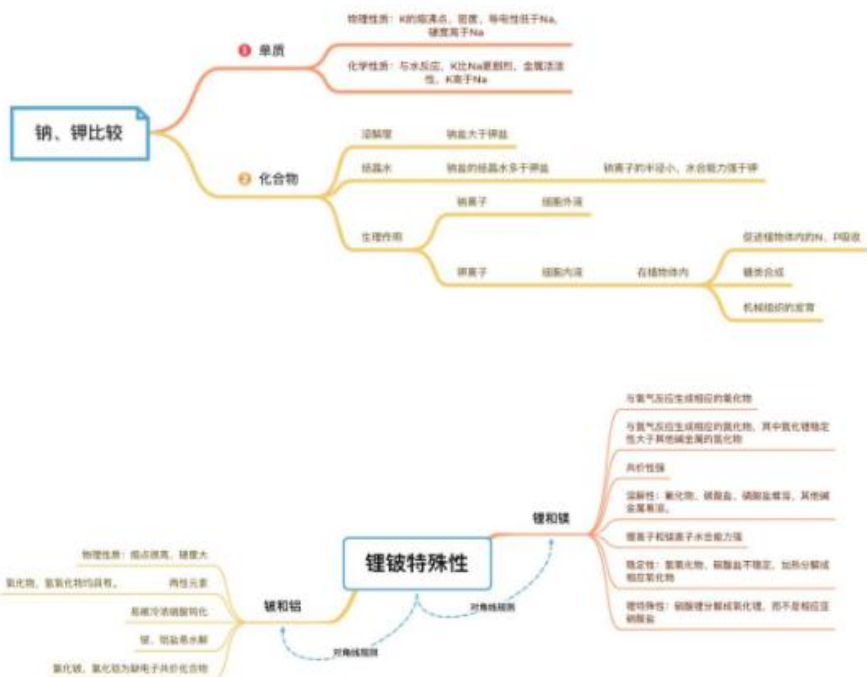 钠、钾比较
1 单质
物理性质：K的熔沸点、密度、导电性低于Na,
硬度高于Na
化学性质：与水反应，K比Na更剧烈，金属活泼
性，K高于Na
2 化合物
溶解度 钠盐大于钾盐
结晶水 钠盐的结晶水多于钾盐 钠离子的半径小，水合能力强于钾
生理作用
钠离子 细胞外液
钾离子 细胞内液 在植物体内
促进植物体内的N、P吸收
糖类合成
机械组织的发育
锂铍特殊性
锂和镁
与氧气反应生成相应的氧化物
与氮气反应生成相应的氮化物，其中氮化锂稳定
性大于其他碱金属的氮化物
共价性强
溶解性：氟化物、碳酸盐、磷酸盐难溶，其他碱
金属易溶。
锂离子和镁离子水合能力强
稳定性：氢氧化物、碳酸盐不稳定，加热分解成
相应氧化物
锂特殊性：硝酸锂分解成氧化锂，而不是相应亚
硝酸盐
对角线规则
铍和铝
物理性质：熔点很高，硬度大
氧化物，氢氧化物均具有。 两性元素
易被冷浓硝酸钝化
铍、铝盐易水解
氯化铍、氯化铝为缺电子共价化合物
对角线规则